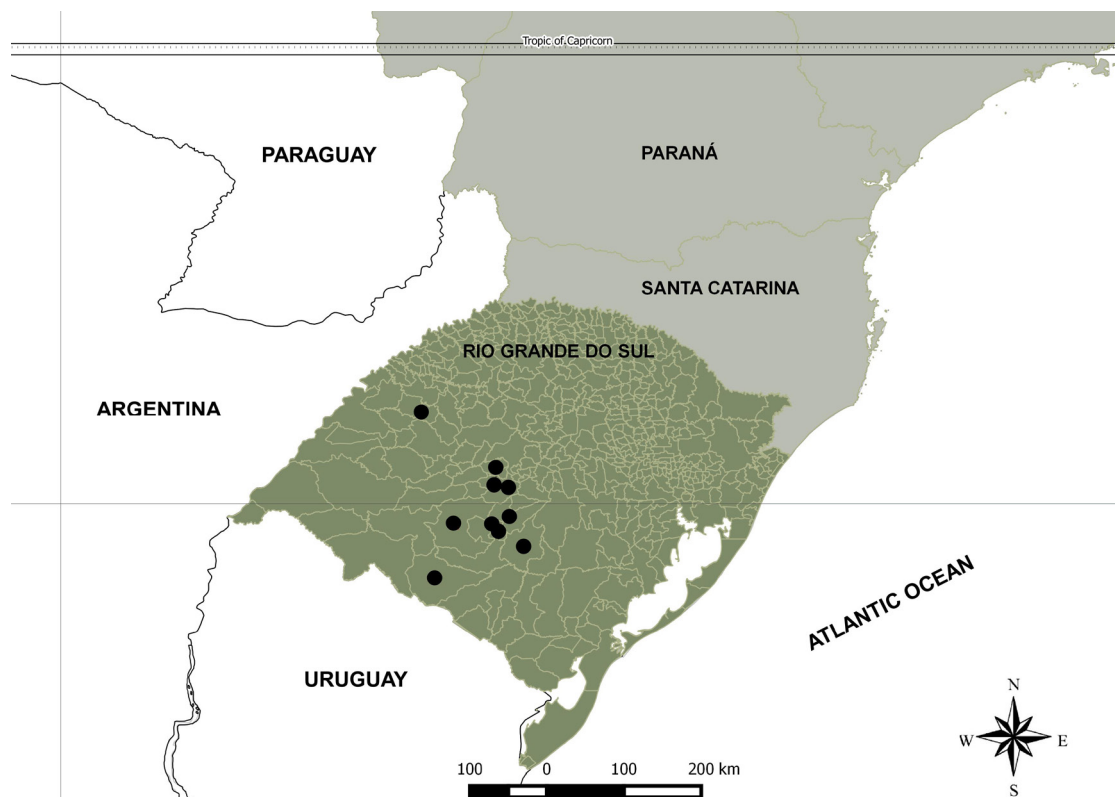 Tropic of Capricorn
PARAGUAY
PARANÁ
SANTA CATARINA
RIO GRANDE DO SUL
ARGENTINA
ATLANTIC OCEAN
URUGUAY
N
W E
S
100 0 100 200 km